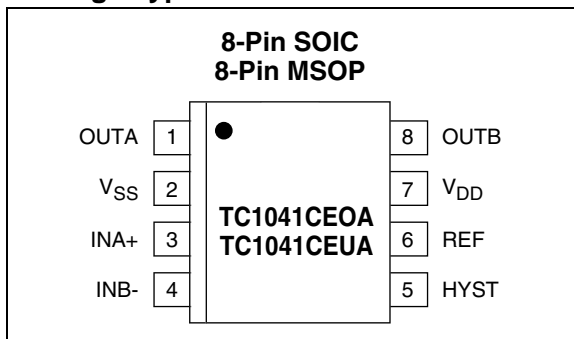 8-Pin SOIC
8-Pin MSOP
OUTA 1
8 OUTB
VSS 2
7 VDD
TC1041CEOA
TC1041CEUA
INA+ 3
6 REF
INB- 4
5 HYST